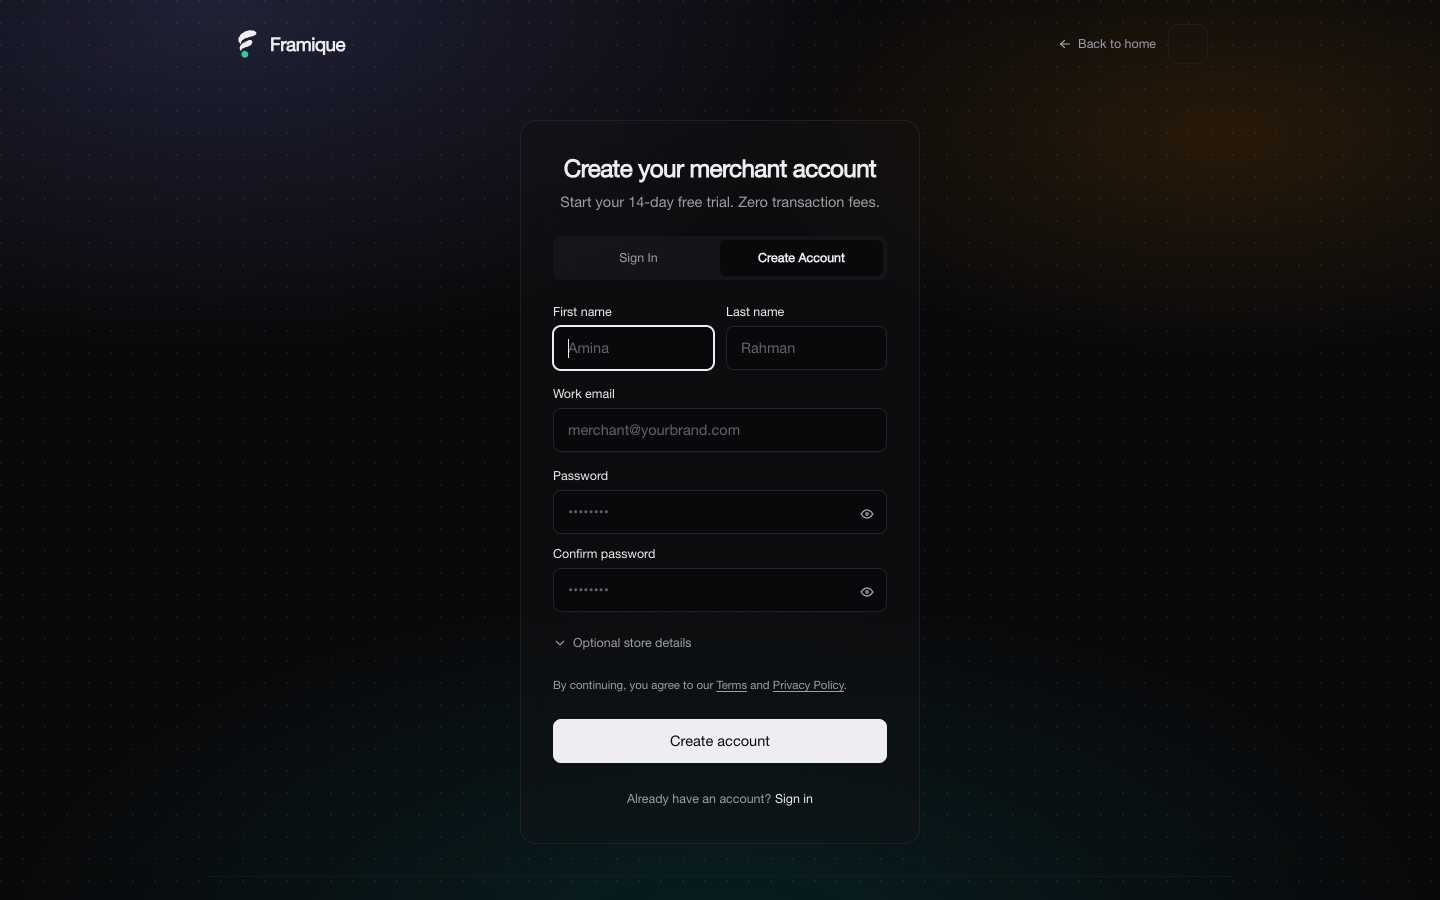 Framique
Back to home
Create your merchant account
Start your 14-day free trial. Zero transaction fees.
Sign In
Create Account
First name
Last name
Amina
Rahman
Work email
merchant@yourbrand.com
Password
••••••••
Confirm password
••••••••
Optional store details
By continuing, you agree to our Terms and Privacy Policy.
Create account
Already have an account? Sign in